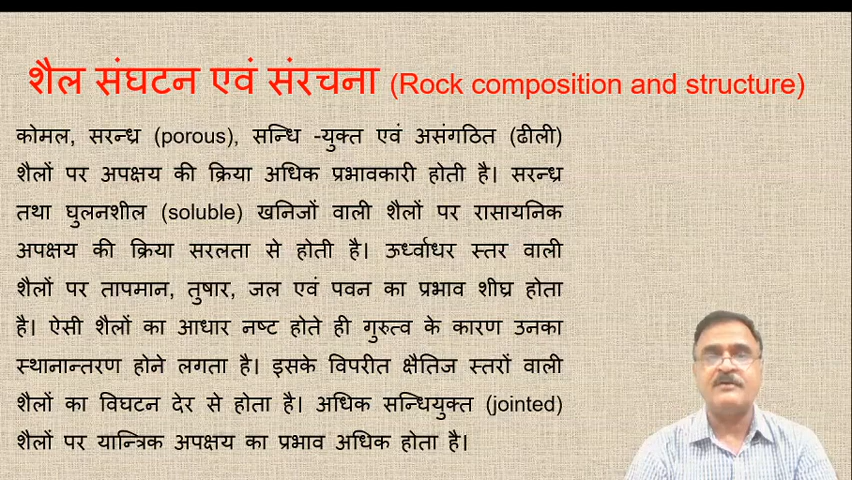 शैल संघटन एवं संरचना (Rock composition and structure)
कोमल, सरन्ध्र (porous), सन्धि -युक्त एवं असंगठित (ढीली)
शैलों पर अपक्षय की क्रिया अधिक प्रभावकारी होती है। सरन्ध्र
तथा घुलनशील (soluble) खनिजों वाली शैलों पर रासायनिक
अपक्षय की क्रिया सरलता से होती है। ऊर्ध्वाधर स्तर वाली
शैलों पर तापमान, तुषार, जल एवं पवन का प्रभाव शीघ्र होता
है। ऐसी शैलों का आधार नष्ट होते ही गुरुत्व के कारण उनका
स्थानान्तरण होने लगता है। इसके विपरीत क्षैतिज स्तरों वाली
शैलों का विघटन देर से होता है। अधिक सन्धियुक्त (jointed)
शैलों पर यान्त्रिक अपक्षय का प्रभाव अधिक होता है।